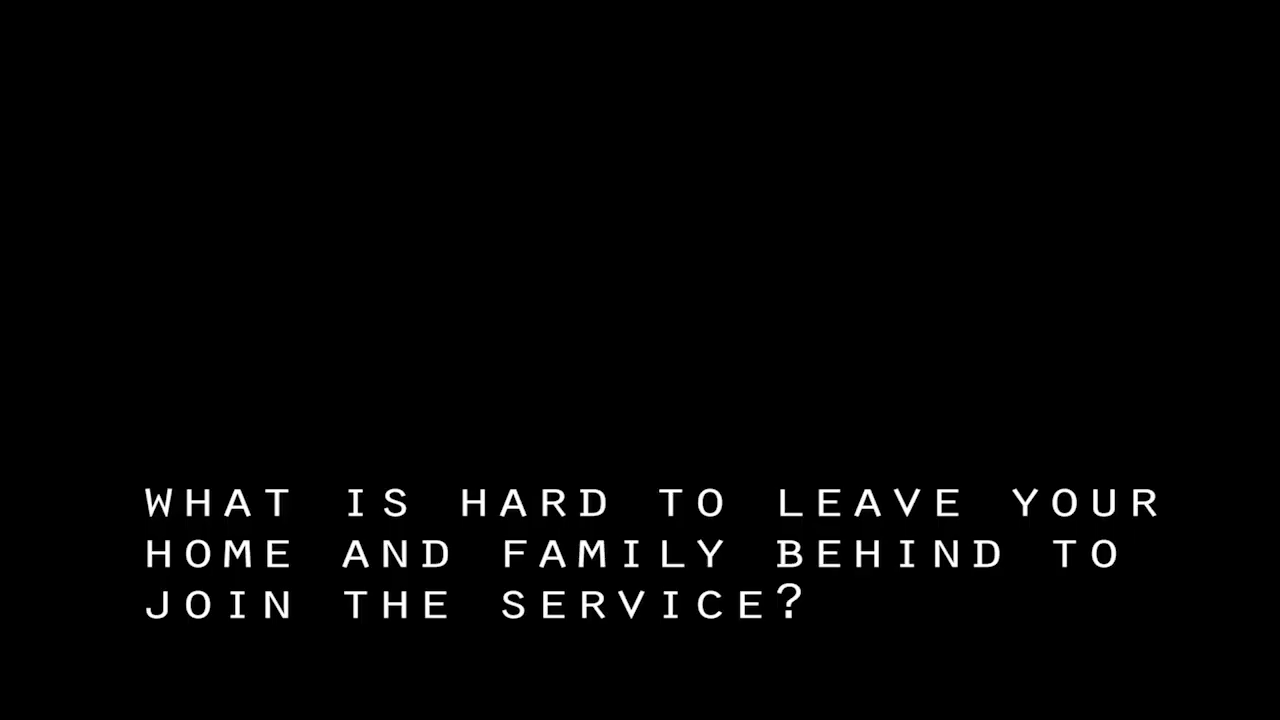 WHAT IS HARD TO LEAVE YOUR
HOME AND FAMILY BEHIND TO
JOIN THE SERVICE?